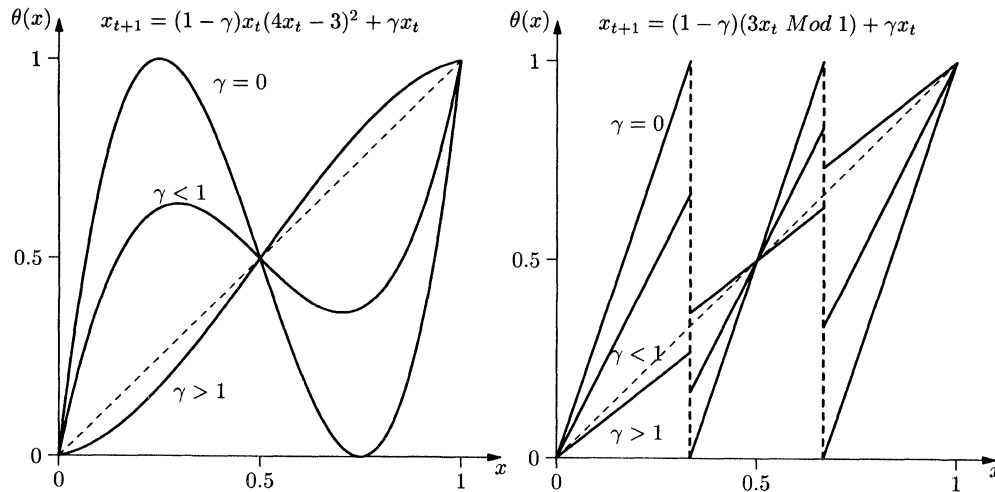 θ(x)
x_{t+1} = (1 − γ)x_t(4x_t − 3)^2 + γx_t
1
γ = 0
γ < 1
0.5
γ > 1
0
0
0.5
1
x
θ(x)
x_{t+1} = (1 − γ)(3x_t Mod 1) + γx_t
1
γ = 0
0.5
γ < 1
γ > 1
0
0
0.5
1
x